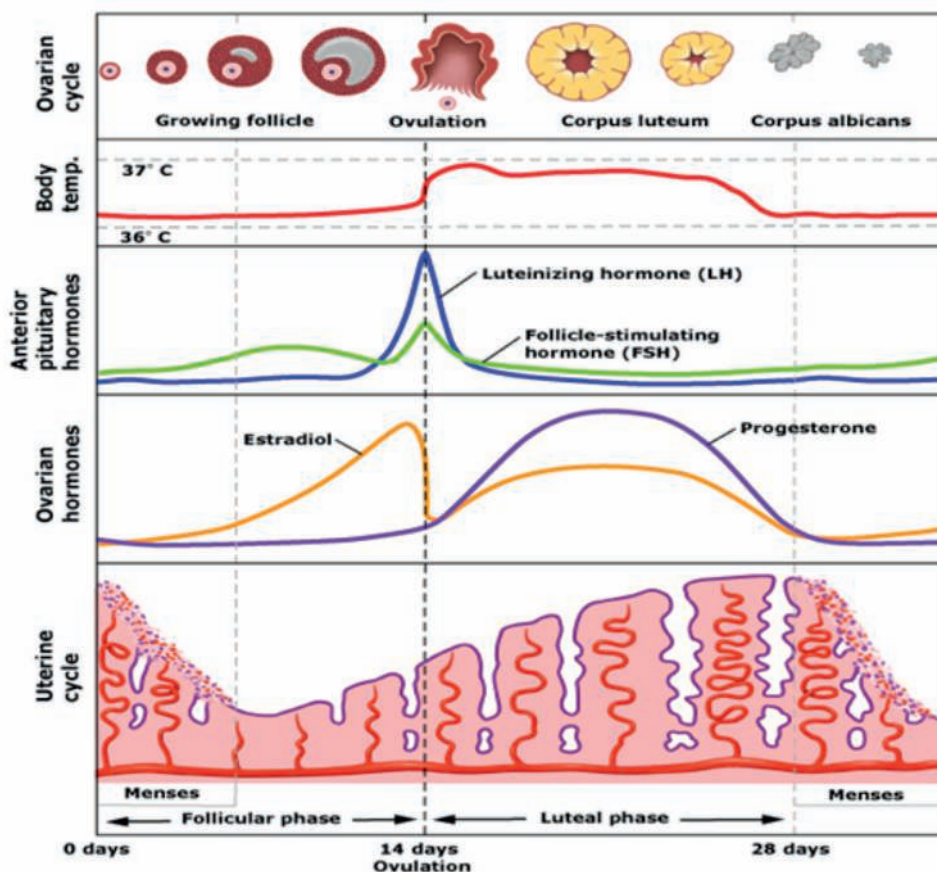 Ovarian
cycle
Growing follicle
Ovulation
Corpus luteum
Corpus albicans
Body
temp.
37° C
36° C
Anterior
pituitary
hormones
Luteinizing hormone (LH)
Follicle-stimulating
hormone (FSH)
Ovarian
hormones
Estradiol
Progesterone
Uterine
cycle
Menses
Menses
Follicular phase
Luteal phase
0 days
14 days
Ovulation
28 days